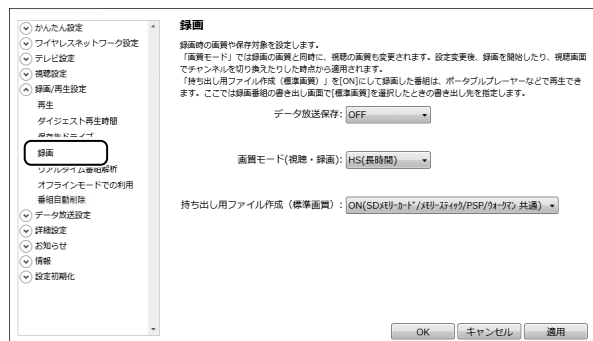 かんたん設定
ワイヤレスネットワーク設定
テレビ設定
視聴設定
録画/再生設定
再生
ダイジェスト再生時間
保存先ドライブ
録画
リアルタイム番組解析
オフラインモードでの利用
番組自動削除
データ放送設定
詳細設定
お知らせ
情報
設定初期化
録画
録画時の画質や保存対象を設定します。
「画質モード」では録画の画質と同時に、視聴の画質も変更されます。設定変更後、録画を開始したり、視聴画面
でチャンネルを切り換えたりした時点から適用されます。
「持ち出し用ファイル作成（標準画質）」を[ON]にして録画した番組は、ポータブルプレーヤーなどで再生でき
ます。ここでは録画番組の書き出し画面で[標準画質]を選択したときの書き出し先を指定します。
データ放送保存: OFF
画質モード(視聴・録画): HS(長時間)
持ち出し用ファイル作成（標準画質）: ON(SDﾒﾓﾘｰｶｰﾄﾞ/ﾒﾓﾘｰｽﾃｨｯｸ/PSP/ｳｫｰｸﾏﾝ 共通)
OK キャンセル 適用